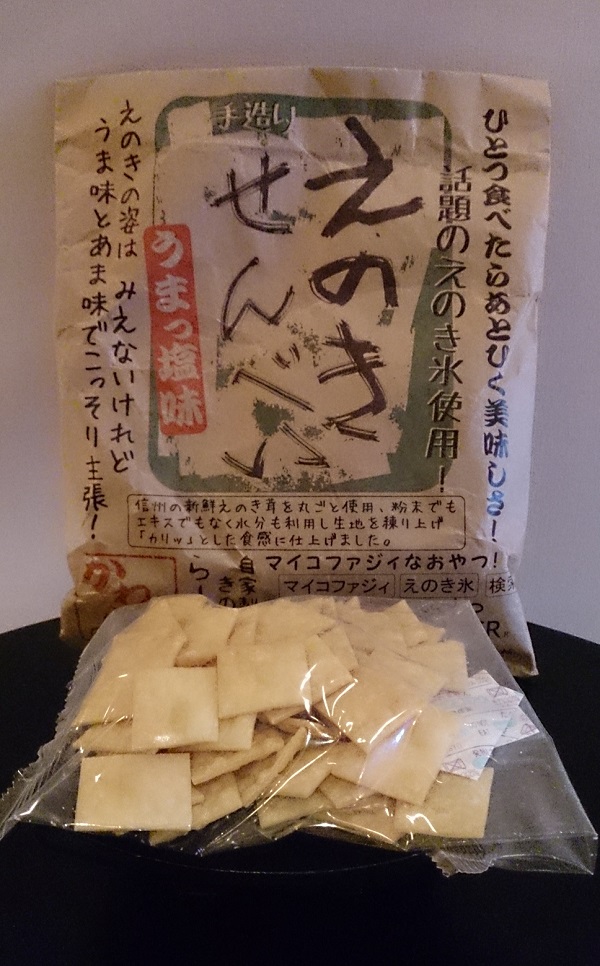 ひとつ食べたらあとひく美味しさ!
話題のえのき氷使用!
手造り
えのき
せんべい
うまっ塩味
えのきの姿は みえないけれど
うま味とあま味でこっそり主張!
信州の新鮮えのき茸を丸ごと使用、粉末でも
エキスでもなく水分も利用し生地を練り上げ
「カリッ」とした食感に仕上げました。
マイコファジィなおやつ!
マイコファジィ えのき氷 検索
自家製
きの